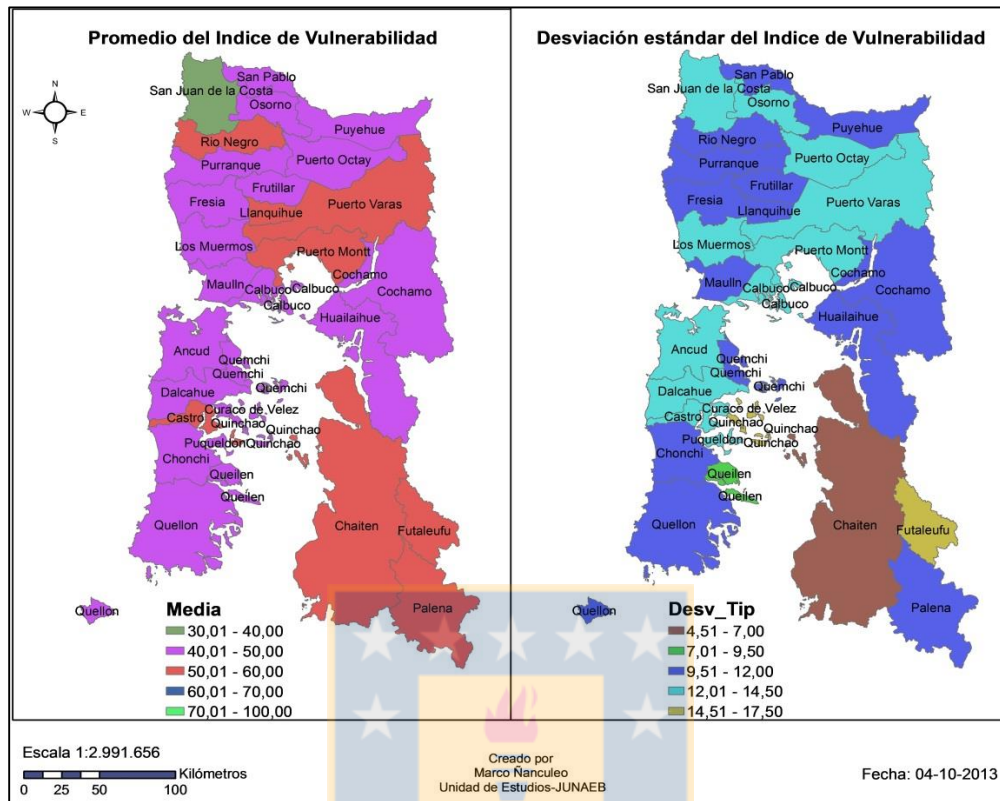 Promedio del Indice de Vulnerabilidad
N
W
E
S
San Pablo
San Juan de la Costa
Osorno
Puyehue
Rio Negro
Puerto Octay
Purranque
Frutillar
Fresia
Puerto Varas
Llanquihue
Los Muermos
Puerto Montt
Cochamo
Maulln
Calbuco
Calbuco
Calbuco
Cochamo
Huailaihue
Ancud
Quemchi
Quemchi
Quemchi
Dalcahue
Curaco de Velez
Castro
Quinchao
Quinchao
Puqueldon
Quinchao
Chonchi
Queilen
Queilen
Quellon
Chaiten
Futaleufu
Palena
Quellon
Media
30,01 - 40,00
40,01 - 50,00
50,01 - 60,00
60,01 - 70,00
70,01 - 100,00
Desviación estándar del Indice de Vulnerabilidad
San Pablo
San Juan de la Costa
Osorno
Puyehue
Rio Negro
Puerto Octay
Purranque
Frutillar
Fresia
Puerto Varas
Llanquihue
Los Muermos
Puerto Montt
Cochamo
Maulln
Calbuco
Calbuco
Calbuco
Cochamo
Huailaihue
Ancud
Quemchi
Quemchi
Quemchi
Dalcahue
Curaco de Velez
Castro
Quinchao
Quinchao
Puqueldon
Quinchao
Chonchi
Queilen
Queilen
Quellon
Chaiten
Futaleufu
Palena
Quellon
Desv_Tip
4,51 - 7,00
7,01 - 9,50
9,51 - 12,00
12,01 - 14,50
14,51 - 17,50
Escala 1:2.991.656
Kilómetros
0 25 50 100
Creado por
Marco Ñanculeo
Unidad de Estudios-JUNAEB
Fecha: 04-10-2013